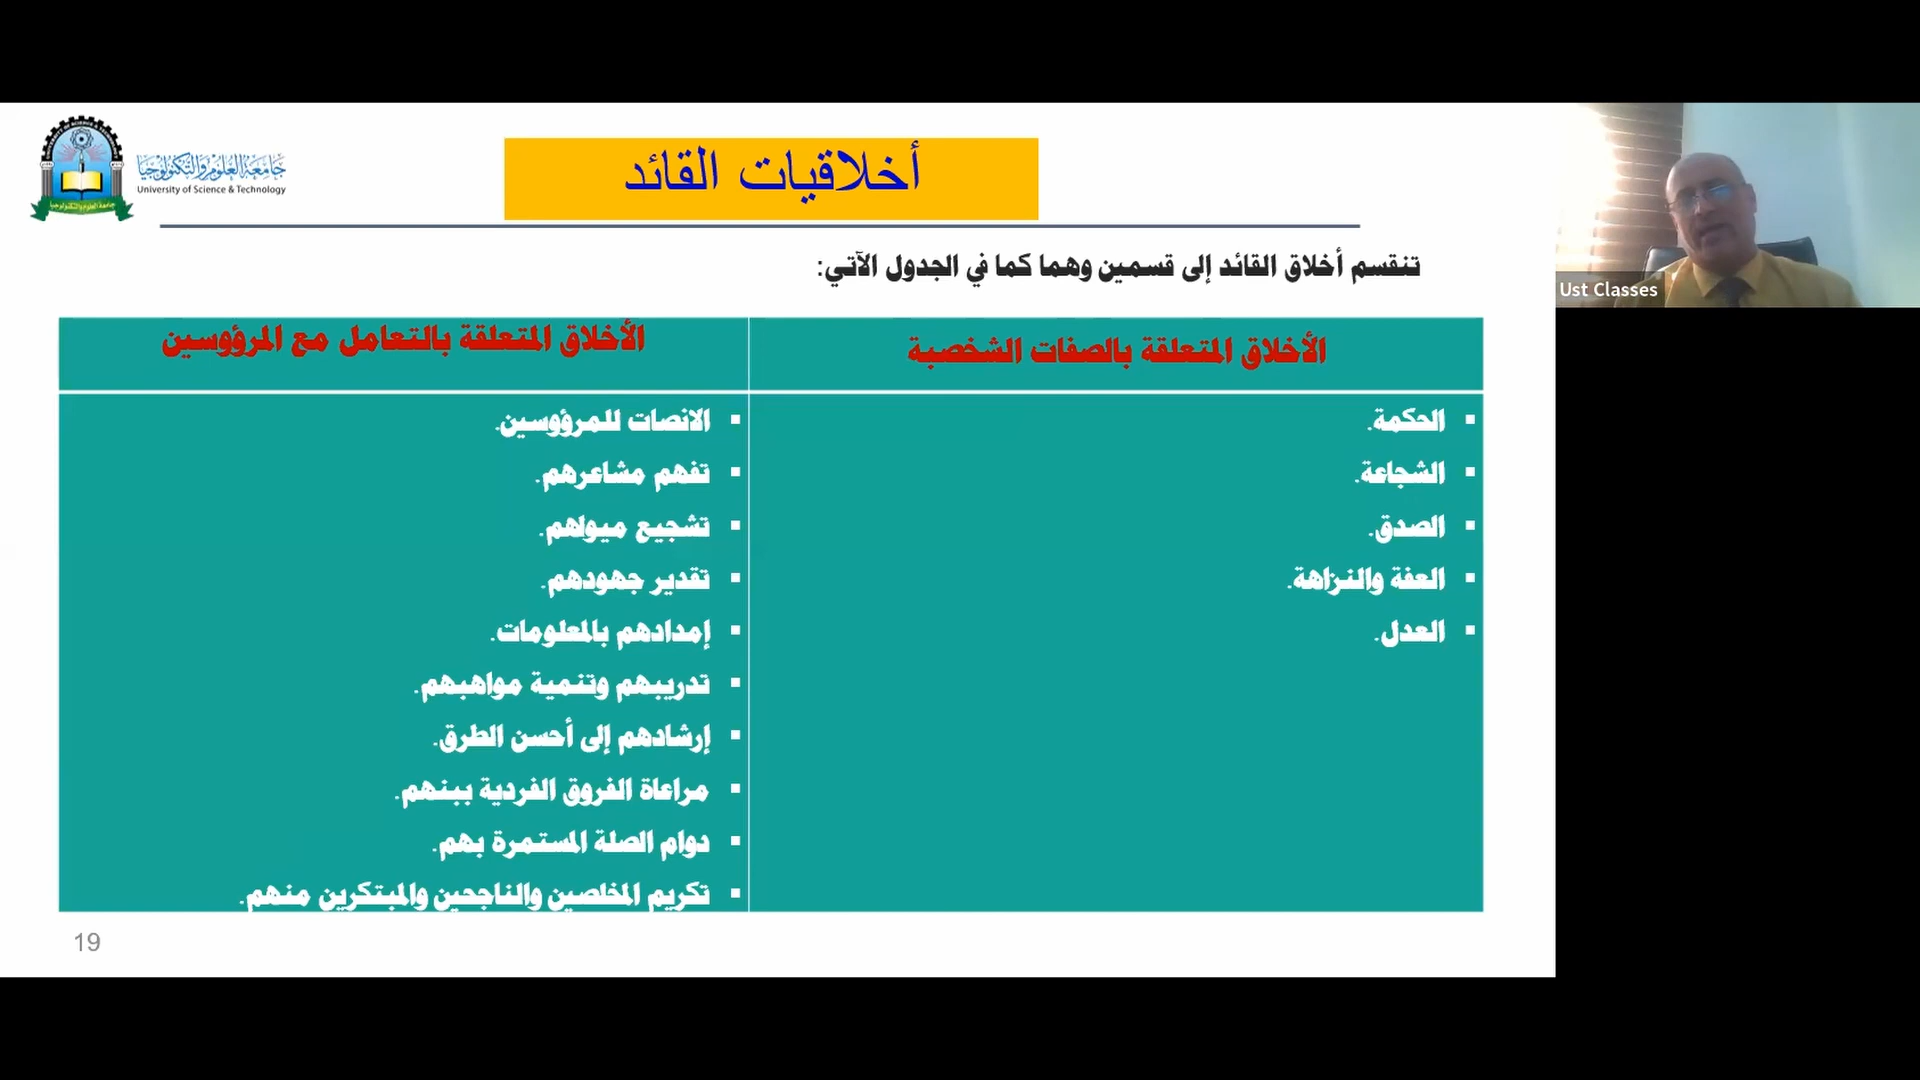 جامعة العلوم والتكنولوجيا
University of Science & Technology
أخلاقيات القائد
تنقسم أخلاق القائد إلى قسمين وهما كما في الجدول الآتي:
الأخلاق المتعلقة بالصفات الشخصية
▪ الحكمة.
▪ الشجاعة.
▪ الصدق.
▪ العفة والنزاهة.
▪ العدل.
الأخلاق المتعلقة بالتعامل مع المرؤوسين
▪ الانصات للمرؤوسين.
▪ تفهم مشاعرهم.
▪ تشجيع ميولهم.
▪ تقدير جهودهم.
▪ إمدادهم بالمعلومات.
▪ تدريبهم وتنمية مواهبهم.
▪ إرشادهم إلى أحسن الطرق.
▪ مراعاة الفروق الفردية بينهم.
▪ دوام الصلة المستمرة بهم.
▪ تكريم المخلصين والناجحين والمبتكرين منهم.
19
Ust Classes